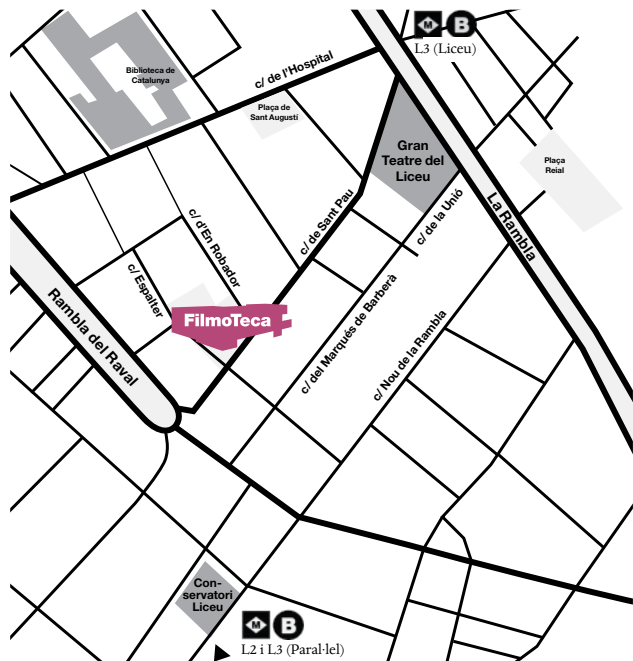 M B
L3 (Liceu)
Biblioteca de
Catalunya
c/ de l'Hospital
Plaça de
Sant Augustí
Gran
Teatre del
Liceu
Plaça
Reial
c/ d'En Robador
c/ de Sant Pau
c/ de la Unió
La Rambla
c/ Espalter
FilmoTeca
Rambla del Raval
c/ del Marqués de Barberà
c/ Nou de la Rambla
Con-
servatori
Liceu
M B
L2 i L3 (Paral·lel)